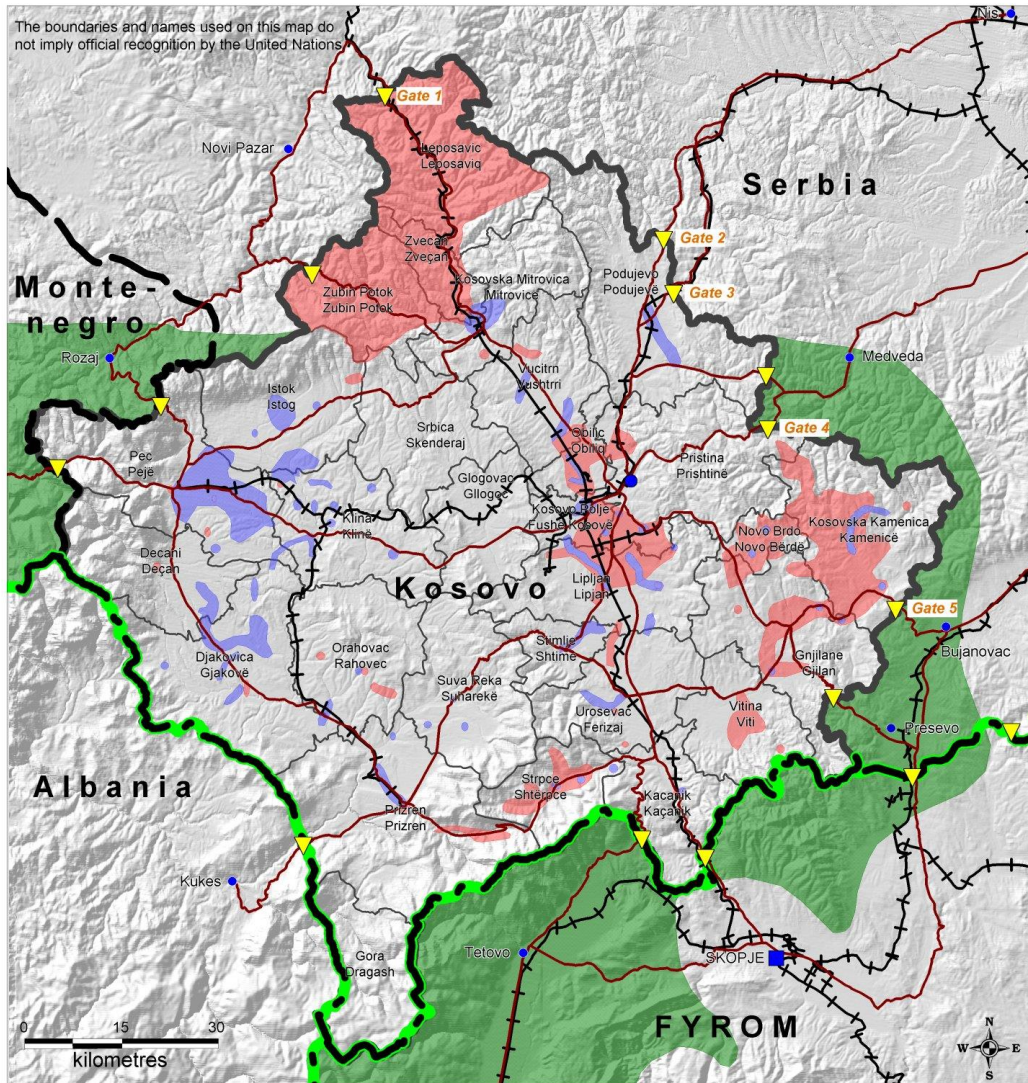 The boundaries and names used on this map do
not imply official recognition by the United Nations
Nis
Gate 1
Novi Pazar
Leposavic
Leposaviq
Serbia
Zvecan
Zveçan
Gate 2
Kosovska Mitrovica
Mitrovicë
Podujevo
Podujevë
Zubin Potok
Zubin Potok
Gate 3
Monte-
negro
Rozaj
Medveda
Vucitrn
Vushtrri
Istok
Istog
Srbica
Skenderaj
Gate 4
Obilic
Obiliq
Pec
Pejë
Pristina
Prishtinë
Glogovac
Gllogoc
Kosovo Polje
Fushë Kosovë
Klina
Klinë
Novo Brdo
Novo Bërdë
Kosovska Kamenica
Kamenicë
Decani
Deçan
Kosovo
Lipljan
Lipjan
Gate 5
Stimlje
Shtime
Bujanovac
Djakovica
Gjakovë
Orahovac
Rahovec
Gnjilane
Gjilan
Suva Reka
Suharekë
Urosevac
Ferizaj
Vitina
Viti
Presevo
Albania
Strpce
Shtërpcë
Kacanik
Kaçanik
Prizren
Prizren
Kukes
Gora
Dragash
Tetovo
SKOPJE
FYROM
0 15 30
kilometres
N
W E
S